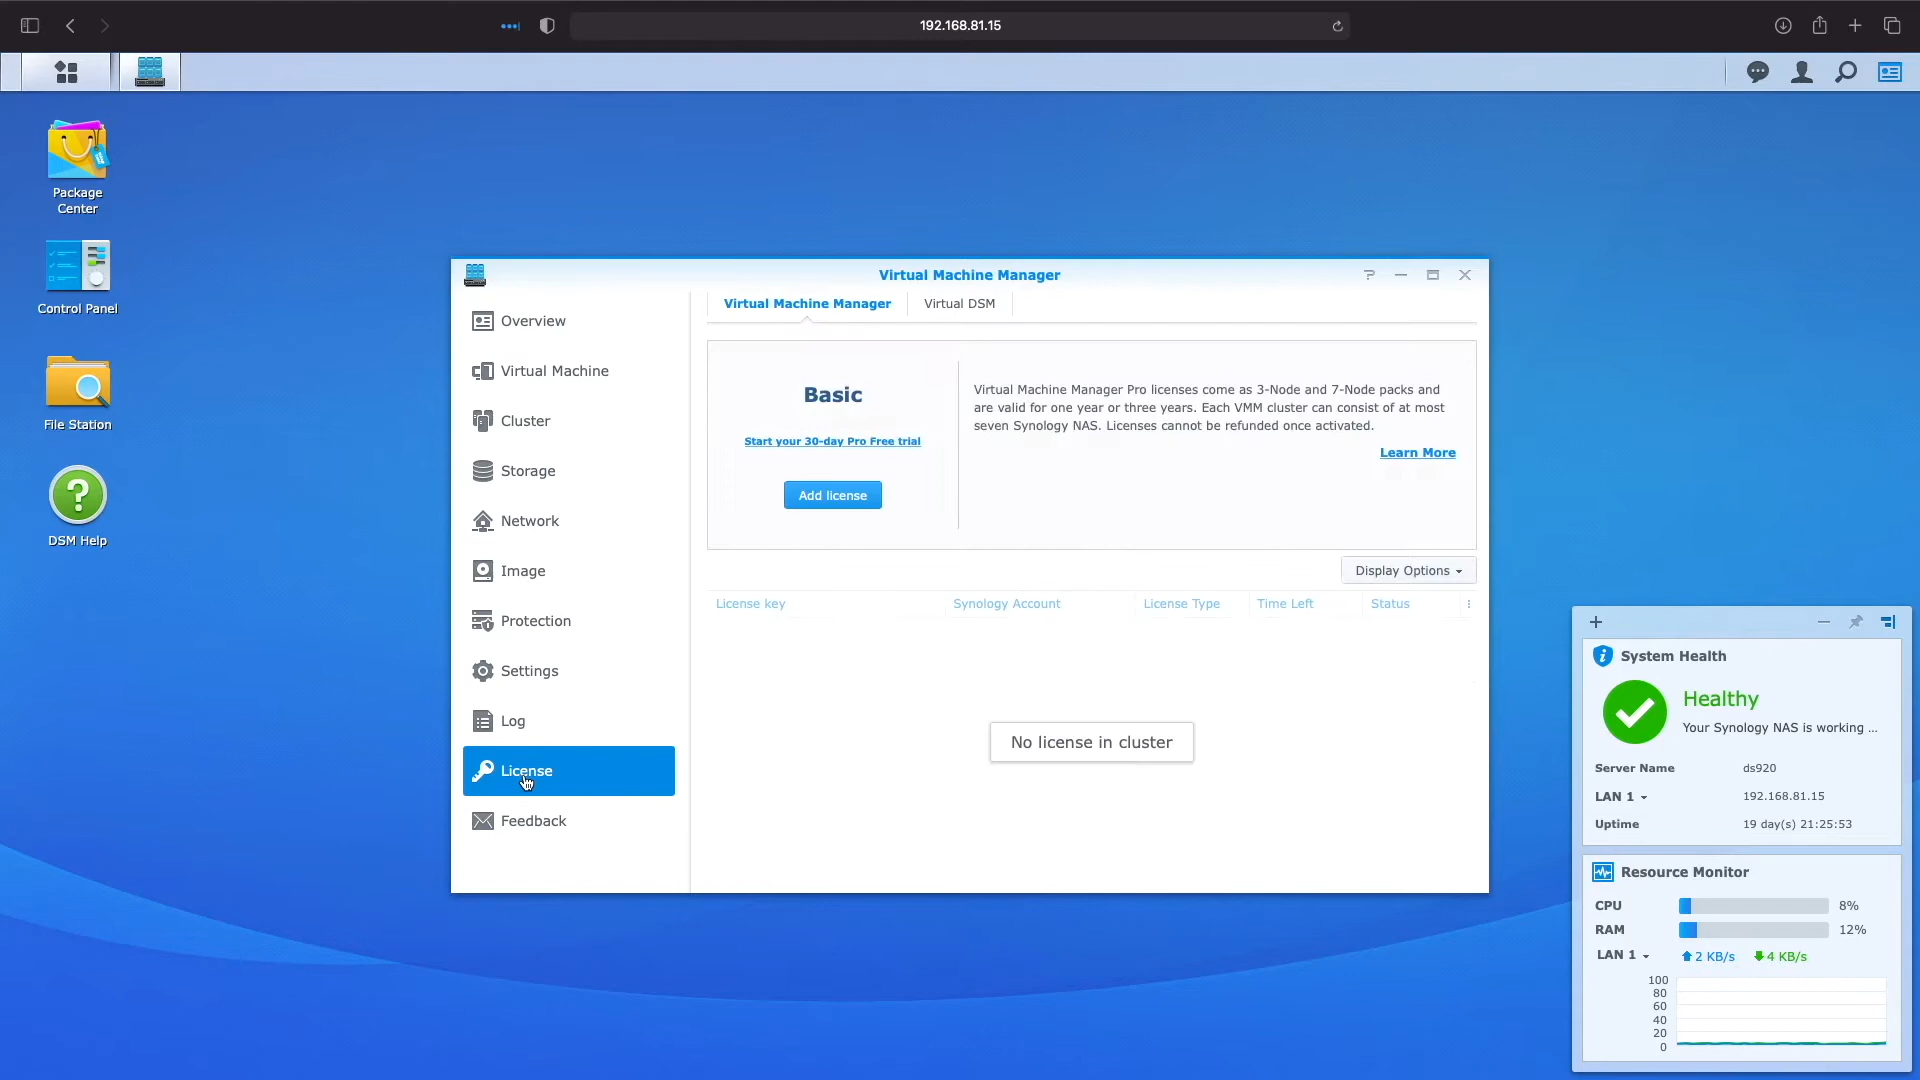 192.168.81.15
Package
Center
Control Panel
File Station
DSM Help
Virtual Machine Manager
Overview
Virtual Machine
Cluster
Storage
Network
Image
Protection
Settings
Log
License
Feedback
Virtual Machine Manager
Virtual DSM
Basic
Start your 30-day Pro Free trial
Add license
Virtual Machine Manager Pro licenses come as 3-Node and 7-Node packs and
are valid for one year or three years. Each VMM cluster can consist of at most
seven Synology NAS. Licenses cannot be refunded once activated.
Learn More
Display Options
License key
Synology Account
License Type
Time Left
Status
No license in cluster
System Health
Healthy
Your Synology NAS is working ...
Server Name
ds920
LAN 1
192.168.81.15
Uptime
19 day(s) 21:25:53
Resource Monitor
CPU
8%
RAM
12%
LAN 1
2 KB/s
4 KB/s
100
80
60
40
20
0